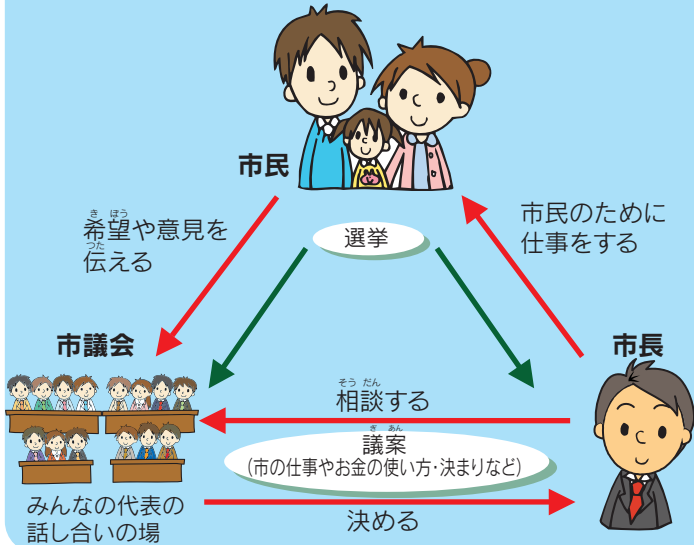 市民
希望や意見を
伝える
選挙
市民のために
仕事をする
市議会
市長
相談する
議案
(市の仕事やお金の使い方・決まりなど)
みんなの代表の
話し合いの場
決める